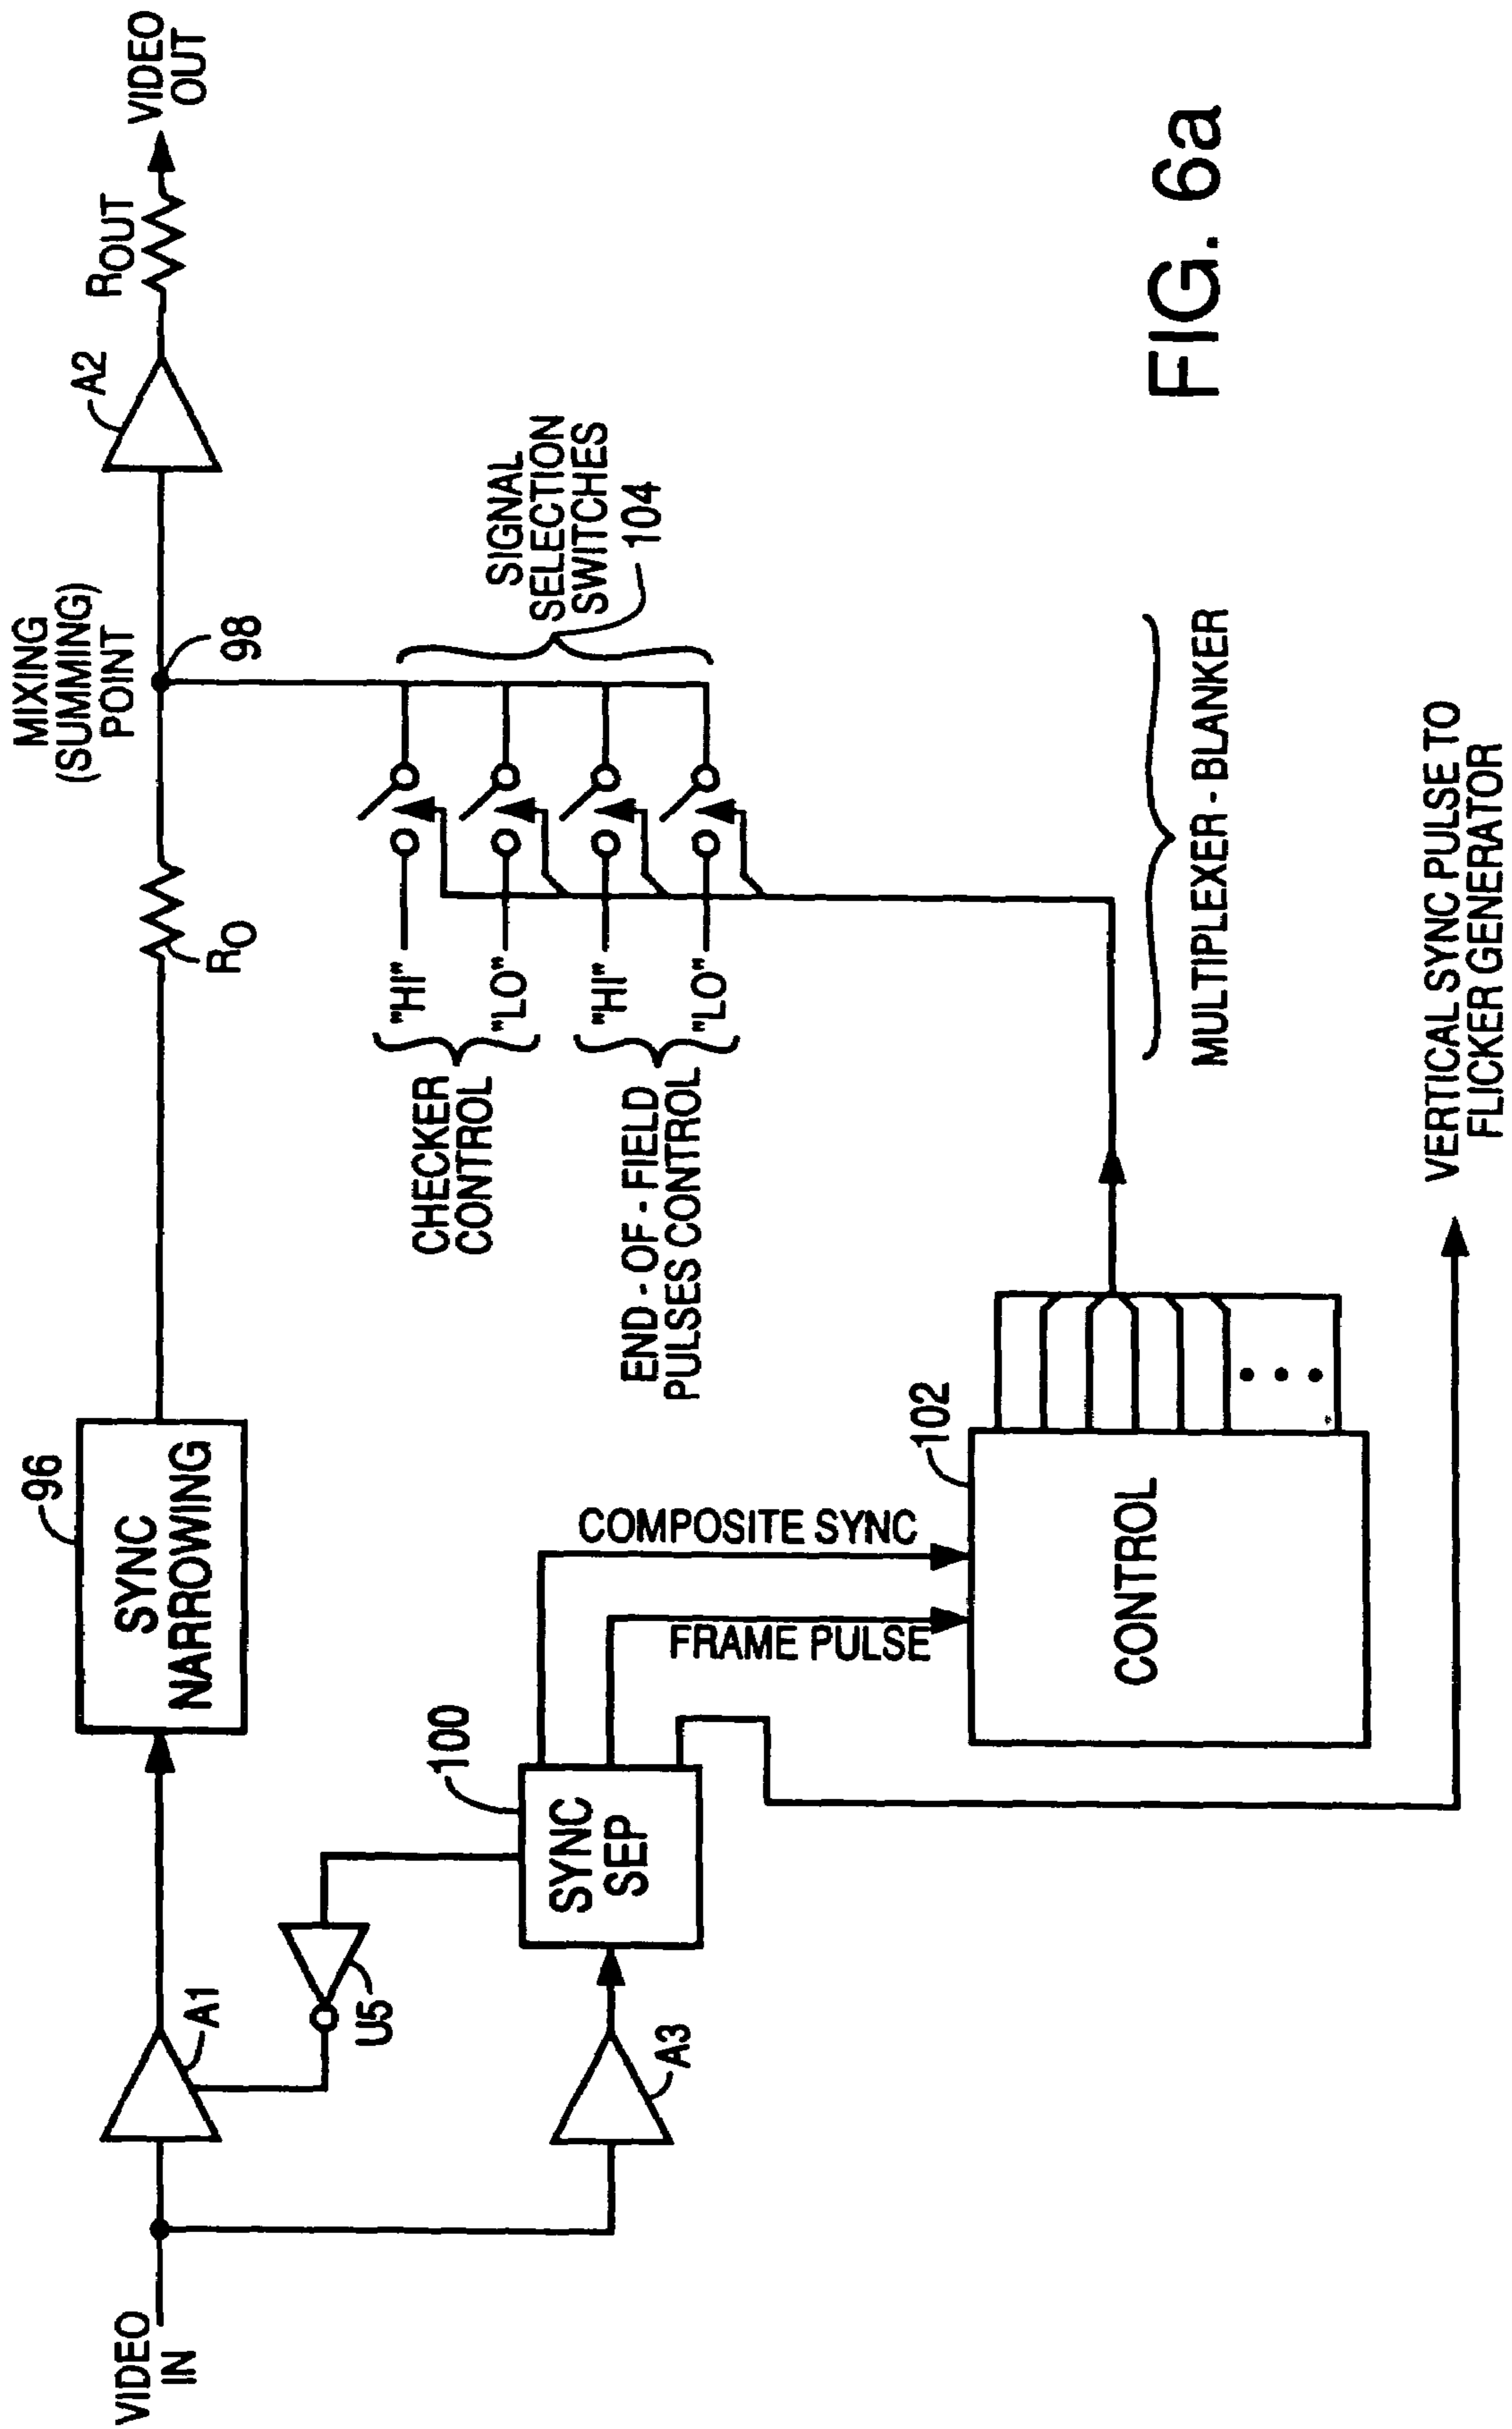 VIDEO
IN
A1
U5
A3
96
SYNC
NARROWING
100
SYNC
SEP
COMPOSITE SYNC
FRAME PULSE
102
CONTROL
RO
MIXING
(SUMMING)
POINT
98
A2
ROUT
VIDEO
OUT
CHECKER
CONTROL
"HI"
"LO"
END - OF - FIELD
PULSES CONTROL
"HI"
"LO"
SIGNAL
SELECTION
SWITCHES
104
MULTIPLEXER - BLANKER
VERTICAL SYNC PULSE TO
FLICKER GENERATOR
FIG. 6a